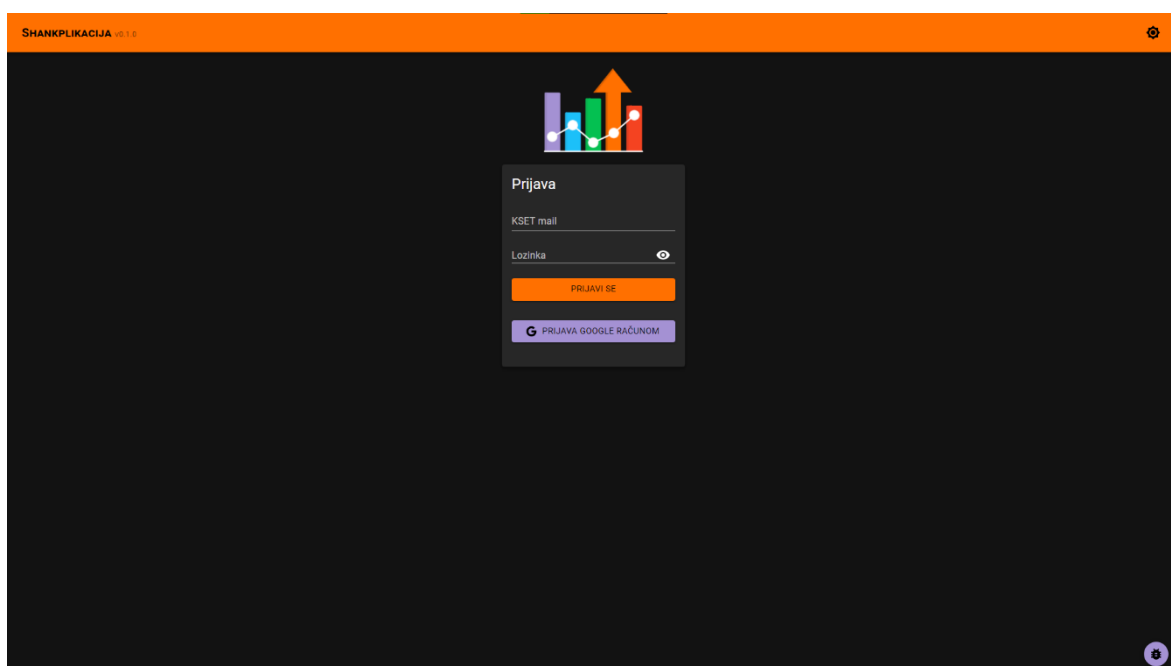 SHANKPLIKACIJA v0.1.0
Prijava
KSET mail
Lozinka
PRIJAVI SE
G PRIJAVA GOOGLE RAČUNOM